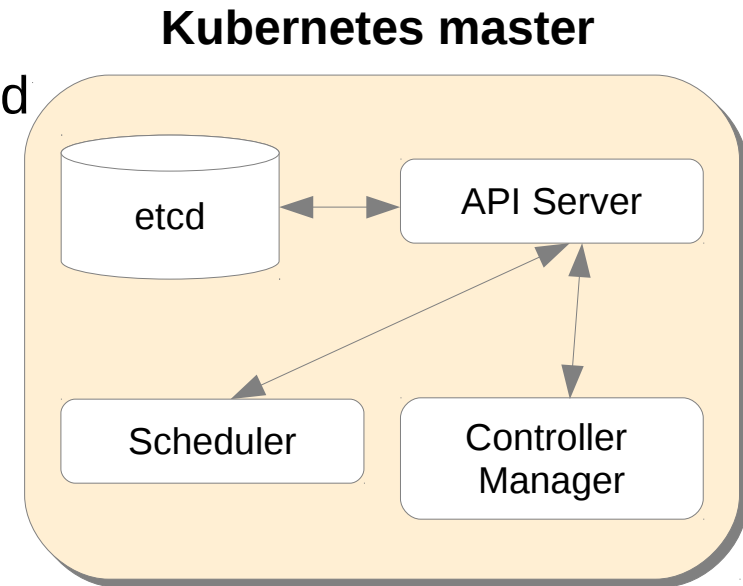 Kubernetes master
d
etcd
API Server
Scheduler
Controller
Manager